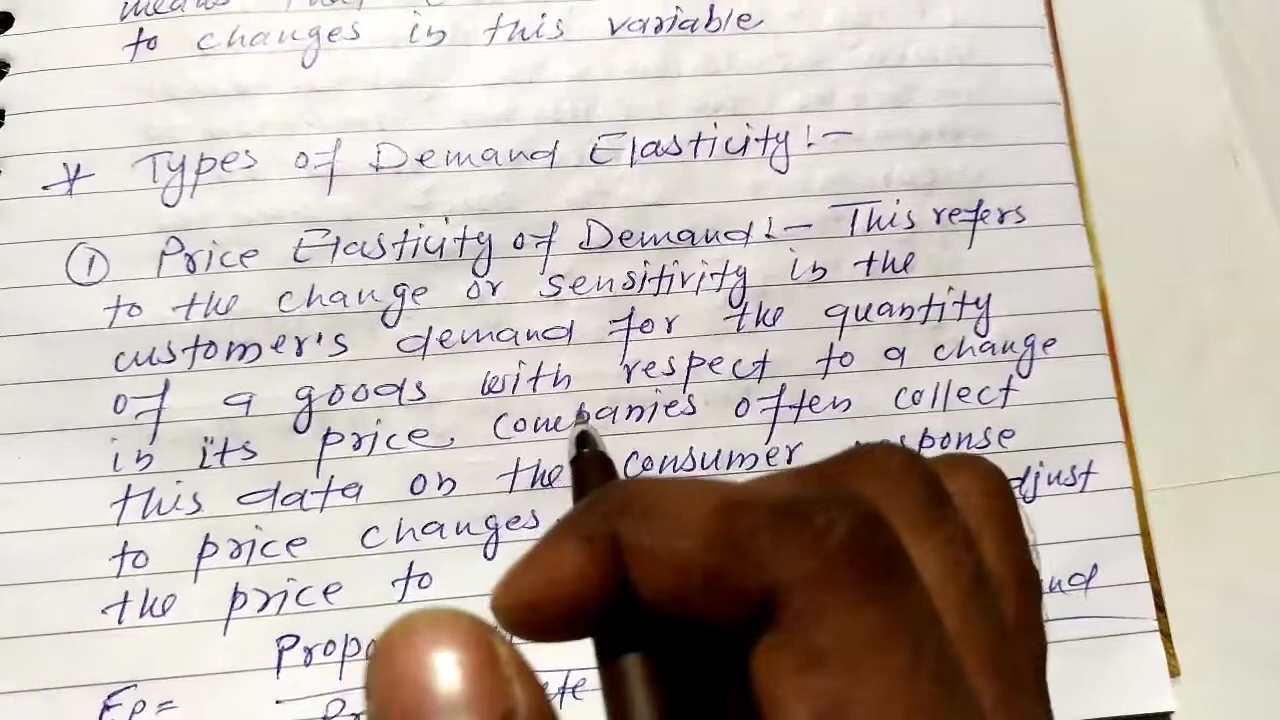 to changes in this variable
* Types of Demand Elasticity:-
① Price Elasticity of Demand:- This refers
to the change or sensitivity in the
customer's demand for the quantity
of a goods with respect to a change
in its price. companies often collect
this data on the consumer response
to price changes
the price to
Ep=